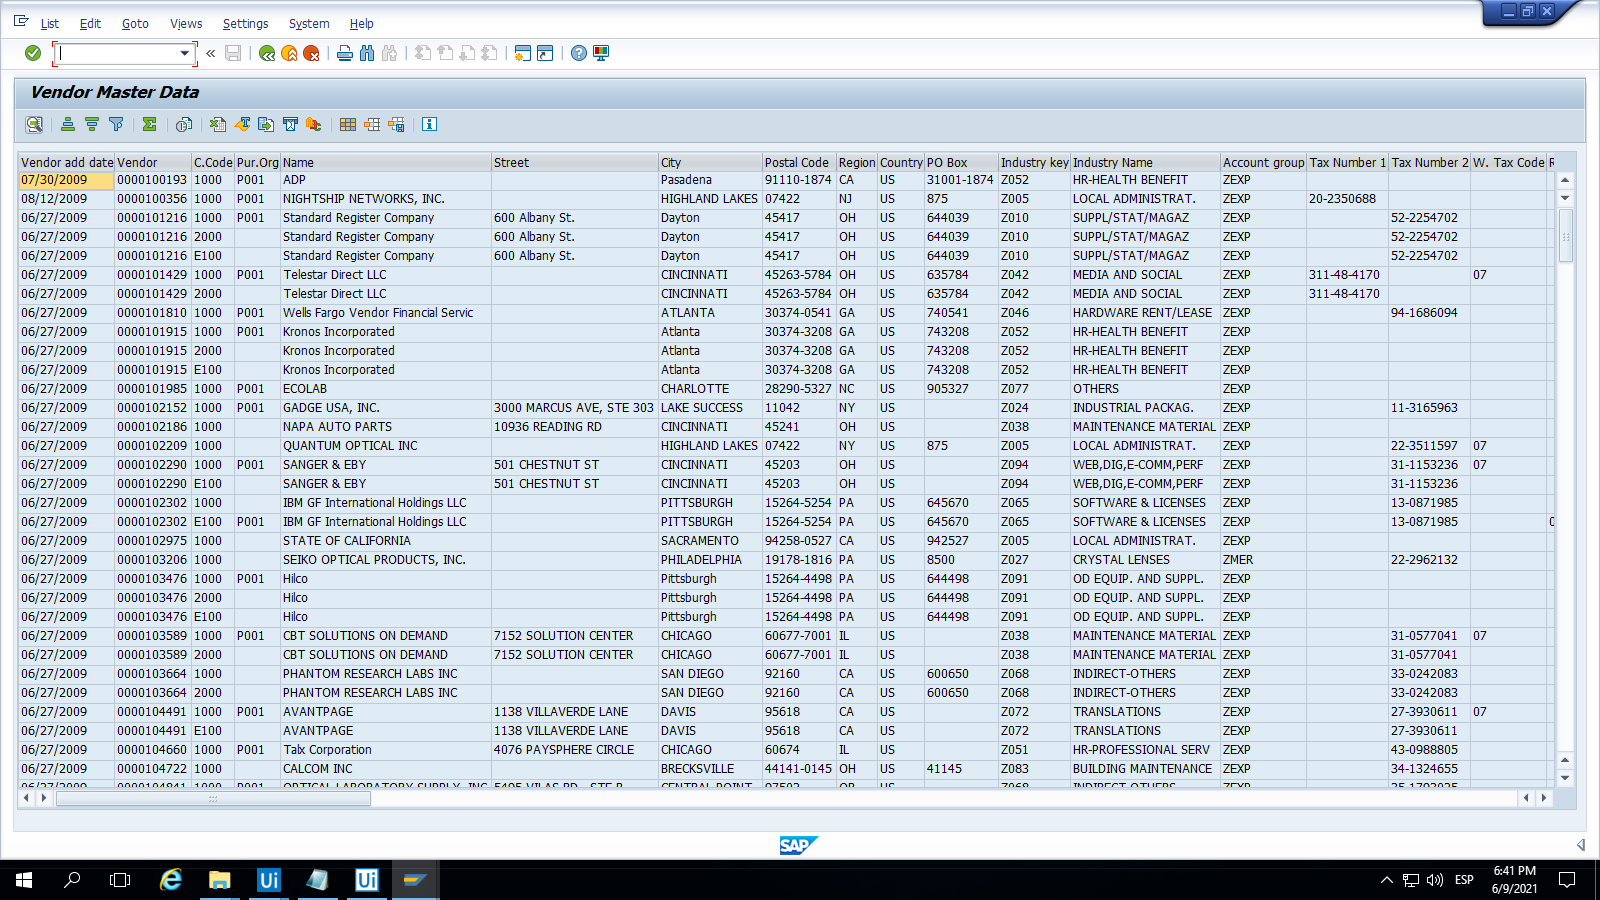 List Edit Goto Views Settings System Help
Vendor Master Data
Vendor add date Vendor C.Code Pur.Org Name Street City Postal Code Region Country PO Box Industry key Industry Name Account group Tax Number 1 Tax Number 2 W. Tax Code R
07/30/2009 0000100193 1000 P001 ADP Pasadena 91110-1874 CA US 31001-1874 Z052 HR-HEALTH BENEFIT ZEXP
08/12/2009 0000100356 1000 P001 NIGHTSHIP NETWORKS, INC. HIGHLAND LAKES 07422 NJ US 875 Z005 LOCAL ADMINISTRAT. ZEXP 20-2350688
06/27/2009 0000101216 1000 P001 Standard Register Company 600 Albany St. Dayton 45417 OH US 644039 Z010 SUPPL/STAT/MAGAZ ZEXP 52-2254702
06/27/2009 0000101216 2000 Standard Register Company 600 Albany St. Dayton 45417 OH US 644039 Z010 SUPPL/STAT/MAGAZ ZEXP 52-2254702
06/27/2009 0000101216 E100 Standard Register Company 600 Albany St. Dayton 45417 OH US 644039 Z010 SUPPL/STAT/MAGAZ ZEXP 52-2254702
06/27/2009 0000101429 1000 P001 Telestar Direct LLC CINCINNATI 45263-5784 OH US 635784 Z042 MEDIA AND SOCIAL ZEXP 311-48-4170 07
06/27/2009 0000101429 2000 Telestar Direct LLC CINCINNATI 45263-5784 OH US 635784 Z042 MEDIA AND SOCIAL ZEXP 311-48-4170
06/27/2009 0000101810 1000 P001 Wells Fargo Vendor Financial Servic ATLANTA 30374-0541 GA US 740541 Z046 HARDWARE RENT/LEASE ZEXP 94-1686094
06/27/2009 0000101915 1000 P001 Kronos Incorporated Atlanta 30374-3208 GA US 743208 Z052 HR-HEALTH BENEFIT ZEXP
06/27/2009 0000101915 2000 Kronos Incorporated Atlanta 30374-3208 GA US 743208 Z052 HR-HEALTH BENEFIT ZEXP
06/27/2009 0000101915 E100 Kronos Incorporated Atlanta 30374-3208 GA US 743208 Z052 HR-HEALTH BENEFIT ZEXP
06/27/2009 0000101985 1000 P001 ECOLAB CHARLOTTE 28290-5327 NC US 905327 Z077 OTHERS ZEXP
06/27/2009 0000102152 1000 P001 GADGE USA, INC. 3000 MARCUS AVE, STE 303 LAKE SUCCESS 11042 NY US Z024 INDUSTRIAL PACKAG. ZEXP 11-3165963
06/27/2009 0000102186 1000 NAPA AUTO PARTS 10936 READING RD CINCINNATI 45241 OH US Z038 MAINTENANCE MATERIAL ZEXP
06/27/2009 0000102209 1000 QUANTUM OPTICAL INC HIGHLAND LAKES 07422 NY US 875 Z005 LOCAL ADMINISTRAT. ZEXP 22-3511597 07
06/27/2009 0000102290 1000 P001 SANGER & EBY 501 CHESTNUT ST CINCINNATI 45203 OH US Z094 WEB,DIG,E-COMM,PERF ZEXP 31-1153236 07
06/27/2009 0000102290 E100 SANGER & EBY 501 CHESTNUT ST CINCINNATI 45203 OH US Z094 WEB,DIG,E-COMM,PERF ZEXP 31-1153236
06/27/2009 0000102302 1000 IBM GF International Holdings LLC PITTSBURGH 15264-5254 PA US 645670 Z065 SOFTWARE & LICENSES ZEXP 13-0871985
06/27/2009 0000102302 E100 P001 IBM GF International Holdings LLC PITTSBURGH 15264-5254 PA US 645670 Z065 SOFTWARE & LICENSES ZEXP 13-0871985
06/27/2009 0000102975 1000 STATE OF CALIFORNIA SACRAMENTO 94258-0527 CA US 942527 Z005 LOCAL ADMINISTRAT. ZEXP
06/27/2009 0000103206 1000 SEIKO OPTICAL PRODUCTS, INC. PHILADELPHIA 19178-1816 PA US 8500 Z027 CRYSTAL LENSES ZMER 22-2962132
06/27/2009 0000103476 1000 P001 Hilco Pittsburgh 15264-4498 PA US 644498 Z091 OD EQUIP. AND SUPPL. ZEXP
06/27/2009 0000103476 2000 Hilco Pittsburgh 15264-4498 PA US 644498 Z091 OD EQUIP. AND SUPPL. ZEXP
06/27/2009 0000103476 E100 Hilco Pittsburgh 15264-4498 PA US 644498 Z091 OD EQUIP. AND SUPPL. ZEXP
06/27/2009 0000103589 1000 P001 CBT SOLUTIONS ON DEMAND 7152 SOLUTION CENTER CHICAGO 60677-7001 IL US Z038 MAINTENANCE MATERIAL ZEXP 31-0577041 07
06/27/2009 0000103589 2000 CBT SOLUTIONS ON DEMAND 7152 SOLUTION CENTER CHICAGO 60677-7001 IL US Z038 MAINTENANCE MATERIAL ZEXP 31-0577041
06/27/2009 0000103664 1000 PHANTOM RESEARCH LABS INC SAN DIEGO 92160 CA US 600650 Z068 INDIRECT-OTHERS ZEXP 33-0242083
06/27/2009 0000103664 2000 PHANTOM RESEARCH LABS INC SAN DIEGO 92160 CA US 600650 Z068 INDIRECT-OTHERS ZEXP 33-0242083
06/27/2009 0000104491 1000 P001 AVANTPAGE 1138 VILLAVERDE LANE DAVIS 95618 CA US Z072 TRANSLATIONS ZEXP 27-3930611 07
06/27/2009 0000104491 E100 AVANTPAGE 1138 VILLAVERDE LANE DAVIS 95618 CA US Z072 TRANSLATIONS ZEXP 27-3930611
06/27/2009 0000104660 1000 P001 Talx Corporation 4076 PAYSPHERE CIRCLE CHICAGO 60674 IL US Z051 HR-PROFESSIONAL SERV ZEXP 43-0988805
06/27/2009 0000104722 1000 CALCOM INC BRECKSVILLE 44141-0145 OH US 41145 Z083 BUILDING MAINTENANCE ZEXP 34-1324655
SAP
Ui Ui ESP 6:41 PM
6/9/2021